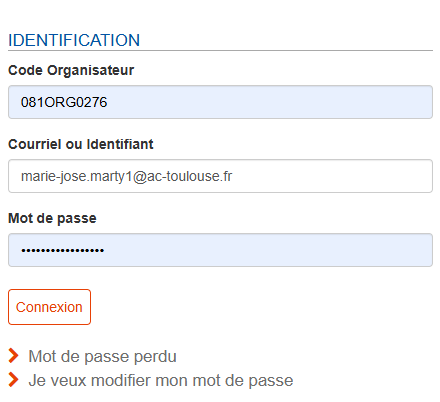 IDENTIFICATION
Code Organisateur
081ORG0276
Courriel ou Identifiant
marie-jose.marty1@ac-toulouse.fr
Mot de passe
•••••••••••••••••
Connexion
Mot de passe perdu
Je veux modifier mon mot de passe